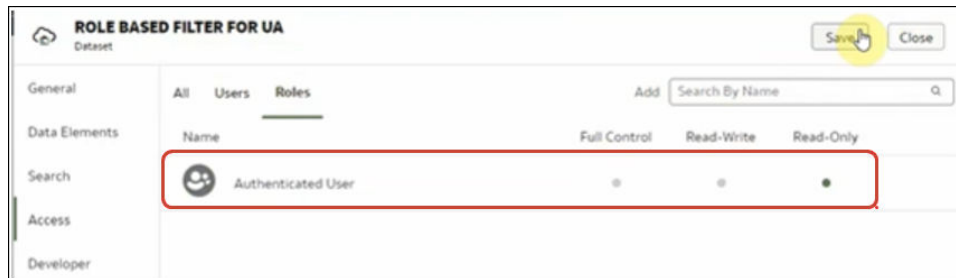 ROLE BASED FILTER FOR UA
Dataset
Save
Close
General
Data Elements
Search
Access
Developer
All Users Roles
Add Search By Name
Name Full Control Read-Write Read-Only
Authenticated User